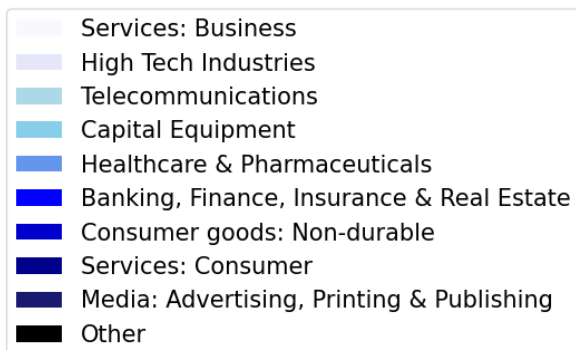 Services: Business
High Tech Industries
Telecommunications
Capital Equipment
Healthcare & Pharmaceuticals
Banking, Finance, Insurance & Real Estate
Consumer goods: Non-durable
Services: Consumer
Media: Advertising, Printing & Publishing
Other